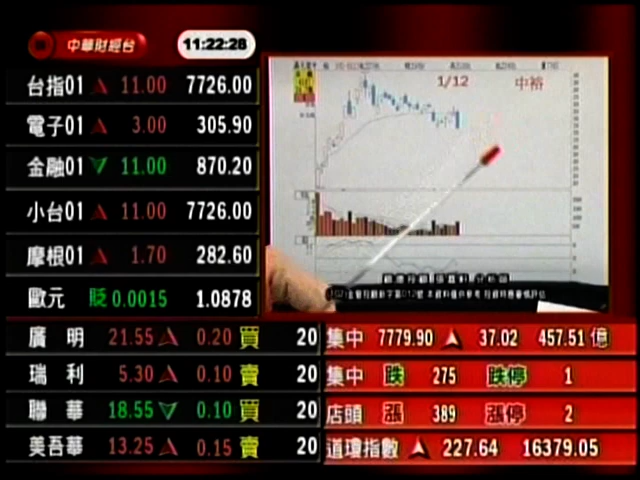 中華財經台 11:22:28
台指01 11.00 7726.00
電子01 3.00 305.90
金融01 11.00 870.20
小台01 11.00 7726.00
摩根01 1.70 282.60
歐元 貶 0.0015 1.0878
1/12 中裕
廣明 21.55 0.20 買 20
瑞利 5.30 0.10 賣 20
聯華 18.55 0.10 買 20
美吾華 13.25 0.15 賣 20
集中 7779.90 37.02 457.51 億
集中 跌 275 跌停 1
店頭 漲 389 漲停 2
道瓊指數 227.64 16379.05